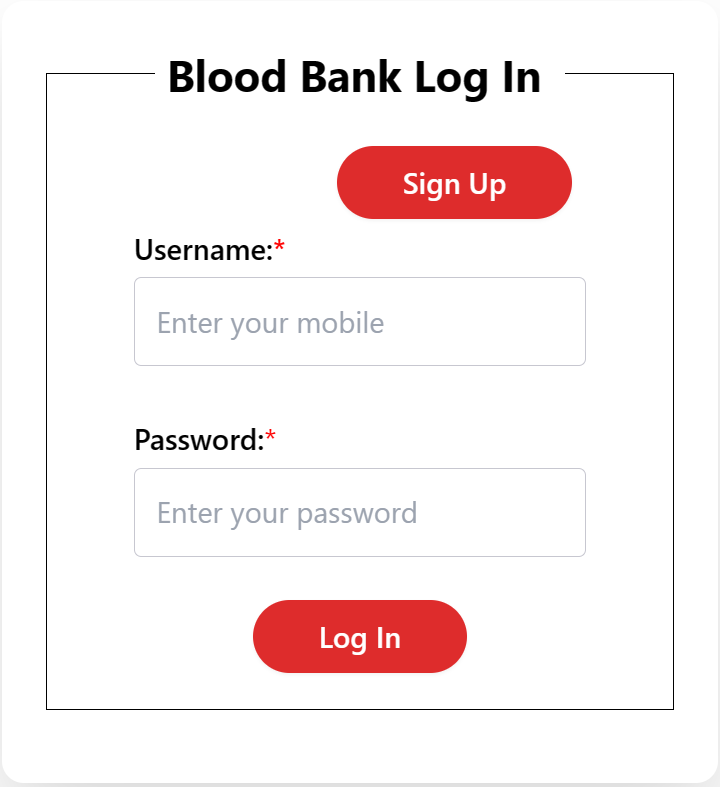 Blood Bank Log In
Sign Up
Username:*
Enter your mobile
Password:*
Enter your password
Log In